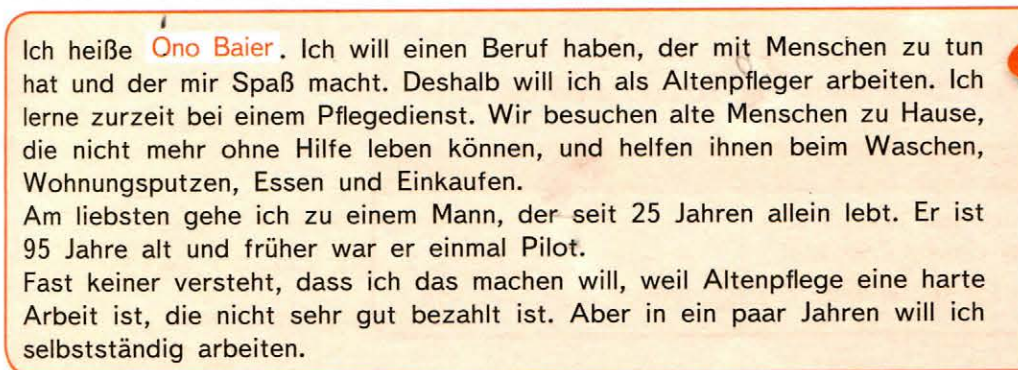 Ich heiße Ono Baier. Ich will einen Beruf haben, der mit Menschen zu tun
hat und der mir Spaß macht. Deshalb will ich als Altenpfleger arbeiten. Ich
lerne zurzeit bei einem Pflegedienst. Wir besuchen alte Menschen zu Hause,
die nicht mehr ohne Hilfe leben können, und helfen ihnen beim Waschen,
Wohnungsputzen, Essen und Einkaufen.
Am liebsten gehe ich zu einem Mann, der seit 25 Jahren allein lebt. Er ist
95 Jahre alt und früher war er einmal Pilot.
Fast keiner versteht, dass ich das machen will, weil Altenpflege eine harte
Arbeit ist, die nicht sehr gut bezahlt ist. Aber in ein paar Jahren will ich
selbstständig arbeiten.